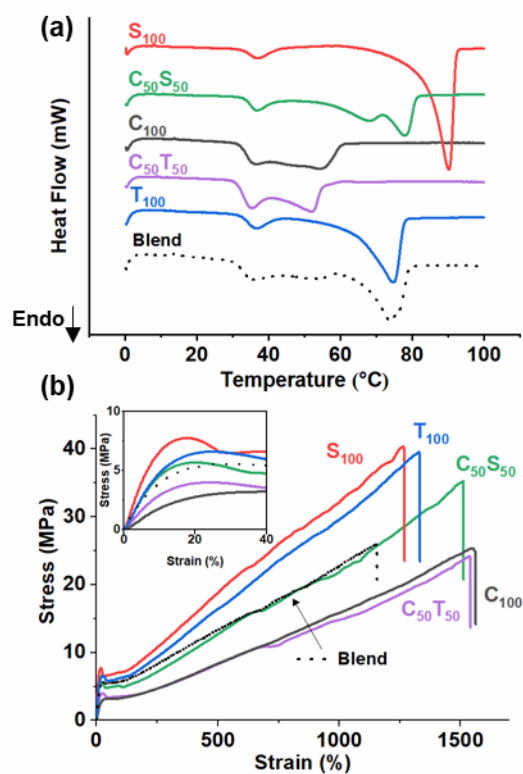 (a)
S100
C50S50
C100
C50T50
T100
Blend
Heat Flow (mW)
Endo
0 20 40 60 80 100
Temperature (°C)
(b)
10
5
0
Stress (MPa)
0 20 40
Strain (%)
S100
T100
C50S50
C100
C50T50
Blend
40
30
20
10
0
Stress (MPa)
0 500 1000 1500
Strain (%)